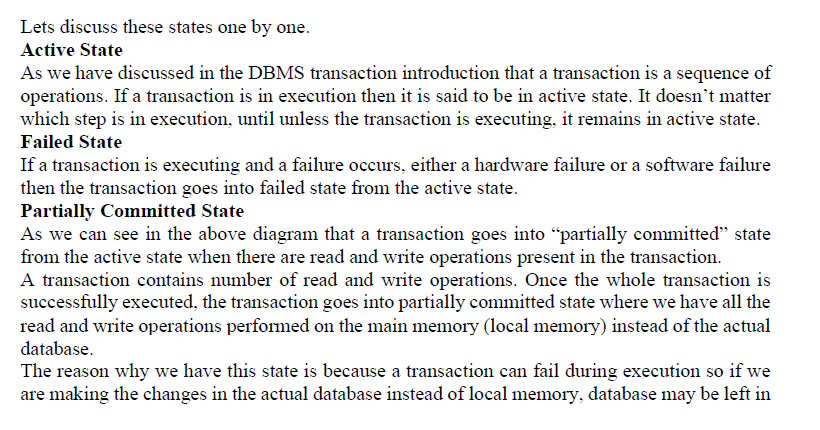 Lets discuss these states one by one.
Active State
As we have discussed in the DBMS transaction introduction that a transaction is a sequence of
operations. If a transaction is in execution then it is said to be in active state. It doesn’t matter
which step is in execution, until unless the transaction is executing, it remains in active state.
Failed State
If a transaction is executing and a failure occurs, either a hardware failure or a software failure
then the transaction goes into failed state from the active state.
Partially Committed State
As we can see in the above diagram that a transaction goes into “partially committed” state
from the active state when there are read and write operations present in the transaction.
A transaction contains number of read and write operations. Once the whole transaction is
successfully executed, the transaction goes into partially committed state where we have all the
read and write operations performed on the main memory (local memory) instead of the actual
database.
The reason why we have this state is because a transaction can fail during execution so if we
are making the changes in the actual database instead of local memory, database may be left in